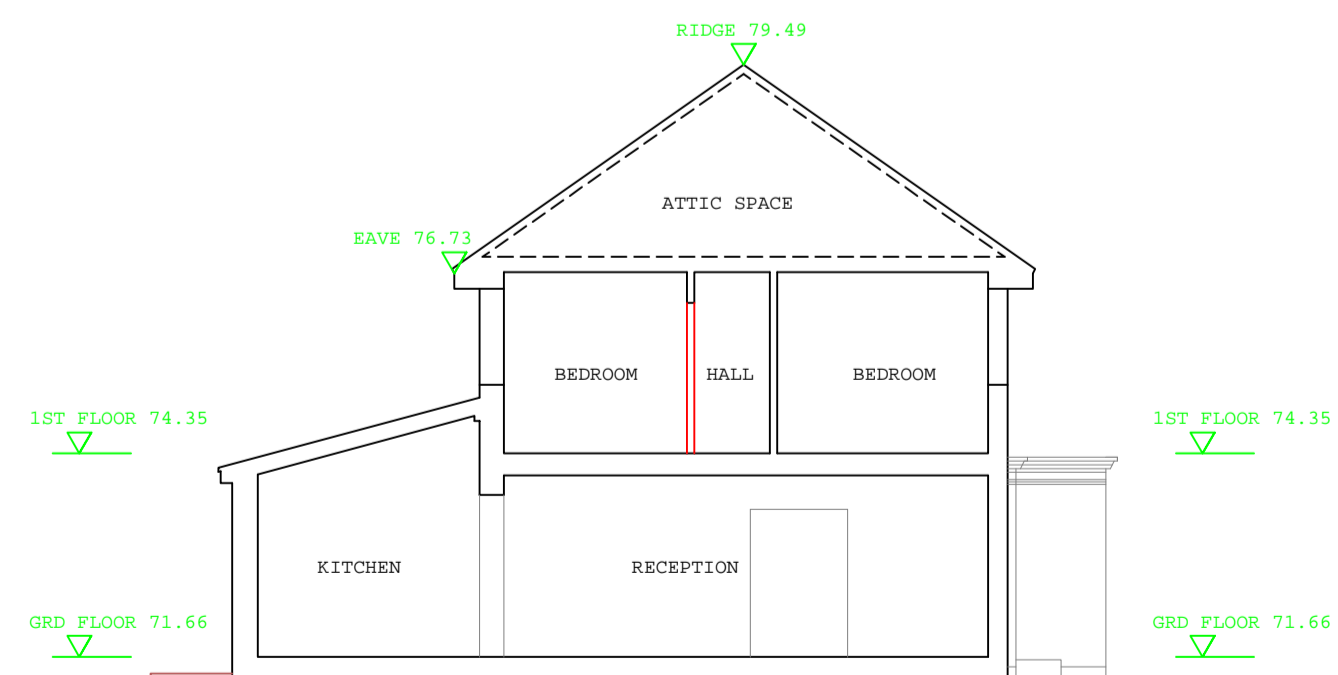 RIDGE 79.49
ATTIC SPACE
EAVE 76.73
BEDROOM HALL BEDROOM
1ST FLOOR 74.35 1ST FLOOR 74.35
KITCHEN RECEPTION
GRD FLOOR 71.66 GRD FLOOR 71.66